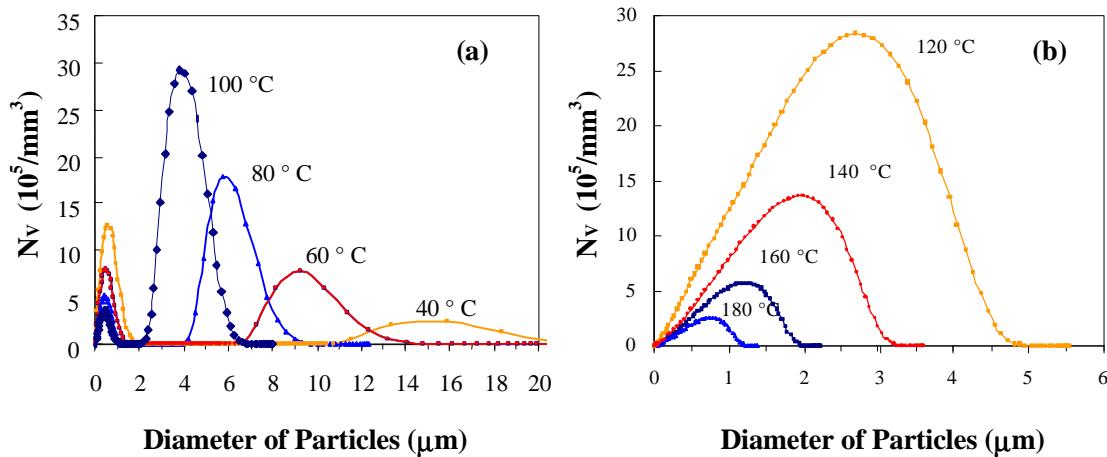 35
30
25
20
15
10
5
0
N_V (10^5/mm^3)
(a)
100 °C
80 ° C
60 ° C
40 ° C
0 2 4 6 8 10 12 14 16 18 20
Diameter of Particles (μm)
30
25
20
15
10
5
0
N_V (10^5/mm^3)
(b)
120 °C
140 °C
160 °C
180 °C
0 1 2 3 4 5 6
Diameter of Particles (μm)